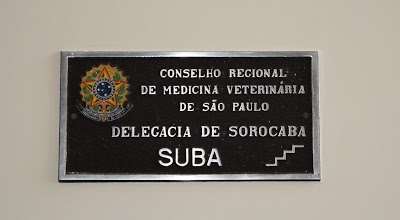 CONSELHO REGIONAL
DE MEDICINA VETERINÁRIA
DE SÃO PAULO
DELEGACIA DE SOROCABA
SUBA